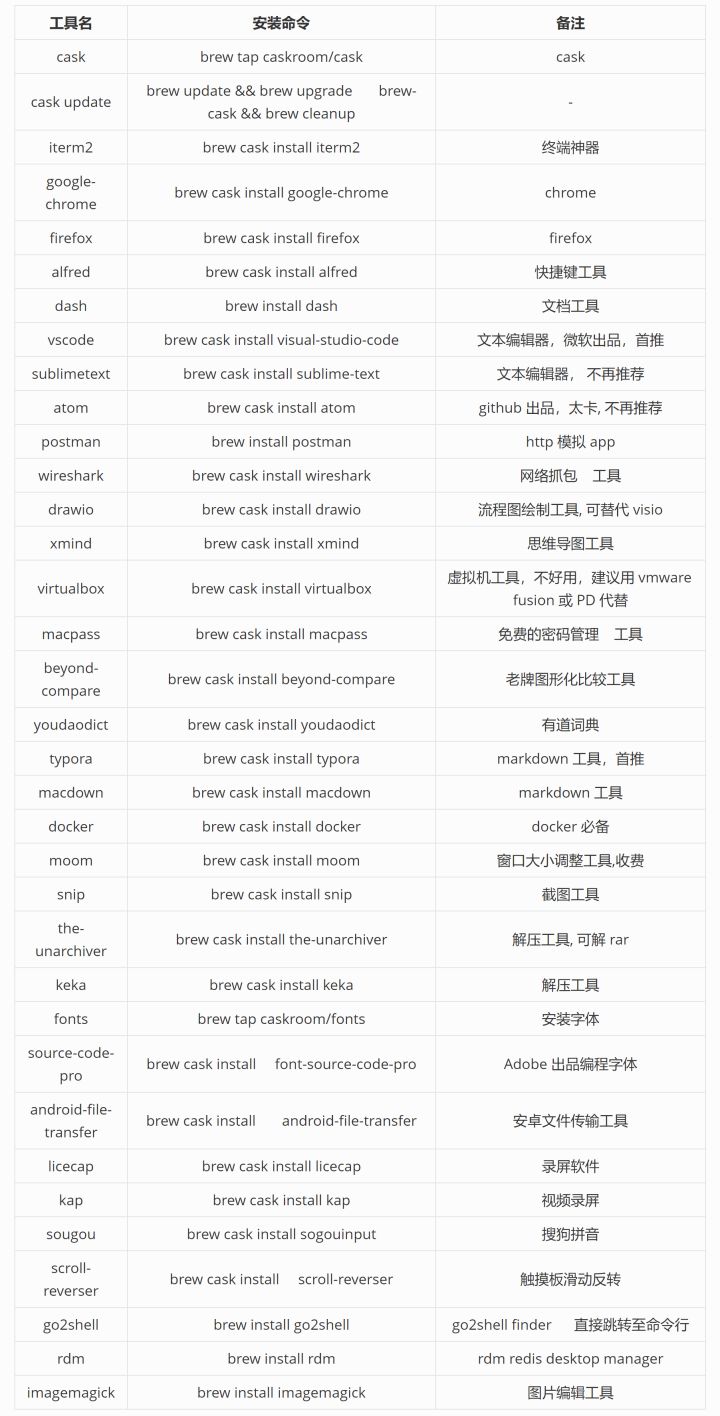 工具名 安装命令 备注
cask brew tap caskroom/cask cask
cask update brew update && brew upgrade brew-
cask && brew cleanup -
iterm2 brew cask install iterm2 终端神器
google-
chrome brew cask install google-chrome chrome
firefox brew cask install firefox firefox
alfred brew cask install alfred 快捷键工具
dash brew install dash 文档工具
vscode brew cask install visual-studio-code 文本编辑器，微软出品，首推
sublimetext brew cask install sublime-text 文本编辑器， 不再推荐
atom brew cask install atom github 出品，太卡, 不再推荐
postman brew install postman http 模拟 app
wireshark brew cask install wireshark 网络抓包 工具
drawio brew cask install drawio 流程图绘制工具, 可替代 visio
xmind brew cask install xmind 思维导图工具
virtualbox brew cask install virtualbox 虚拟机工具，不好用，建议用 vmware
fusion 或 PD 代替
macpass brew cask install macpass 免费的密码管理 工具
beyond-
compare brew cask install beyond-compare 老牌图形化比较工具
youdaodict brew cask install youdaodict 有道词典
typora brew cask install typora markdown 工具，首推
macdown brew cask install macdown markdown 工具
docker brew cask install docker docker 必备
moom brew cask install moom 窗口大小调整工具,收费
snip brew cask install snip 截图工具
the-
unarchiver brew cask install the-unarchiver 解压工具, 可解 rar
keka brew cask install keka 解压工具
fonts brew tap caskroom/fonts 安装字体
source-code-
pro brew cask install font-source-code-pro Adobe 出品编程字体
android-file-
transfer brew cask install android-file-transfer 安卓文件传输工具
licecap brew cask install licecap 录屏软件
kap brew cask install kap 视频录屏
sougou brew cask install sogouinput 搜狗拼音
scroll-
reverser brew cask install scroll-reverser 触摸板滑动反转
go2shell brew install go2shell go2shell finder 直接跳转至命令行
rdm brew install rdm rdm redis desktop manager
imagemagick brew install imagemagick 图片编辑工具